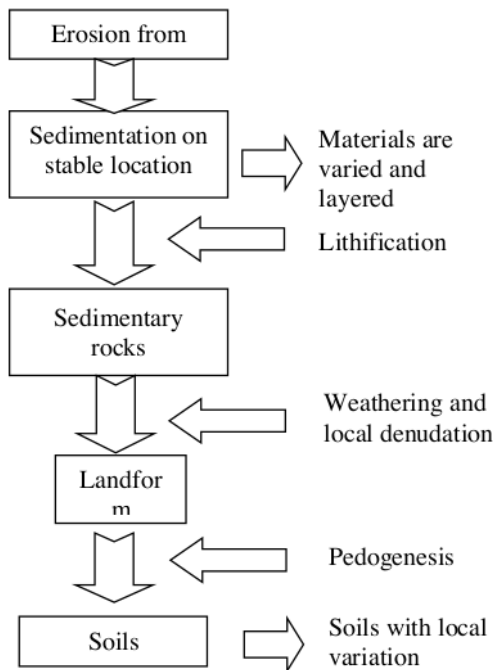 Erosion from
Sedimentation on
stable location
Materials are
varied and
layered
Lithification
Sedimentary
rocks
Weathering and
local denudation
Landfor
m
Pedogenesis
Soils
Soils with local
variation